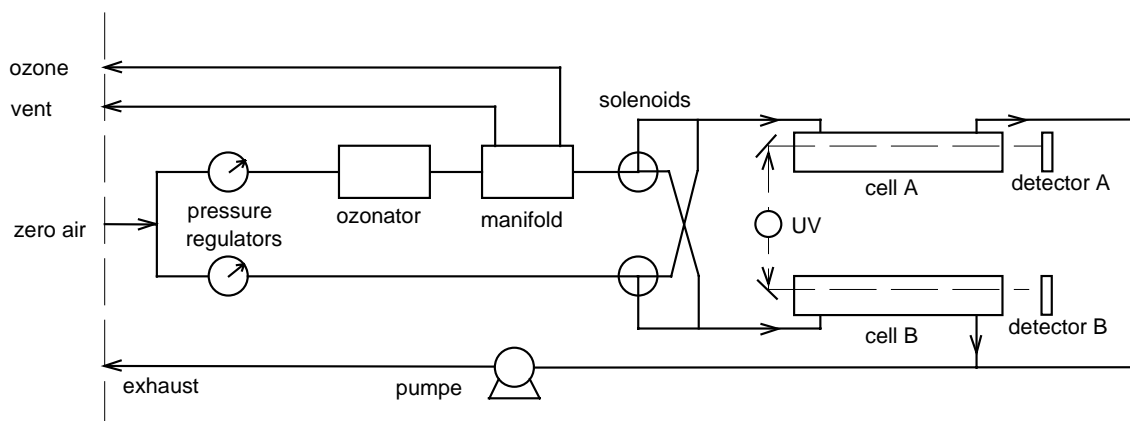 ozone
vent
solenoids
cell A
detector A
pressure
regulators
ozonator
manifold
zero air
UV
cell B
detector B
exhaust
pumpe